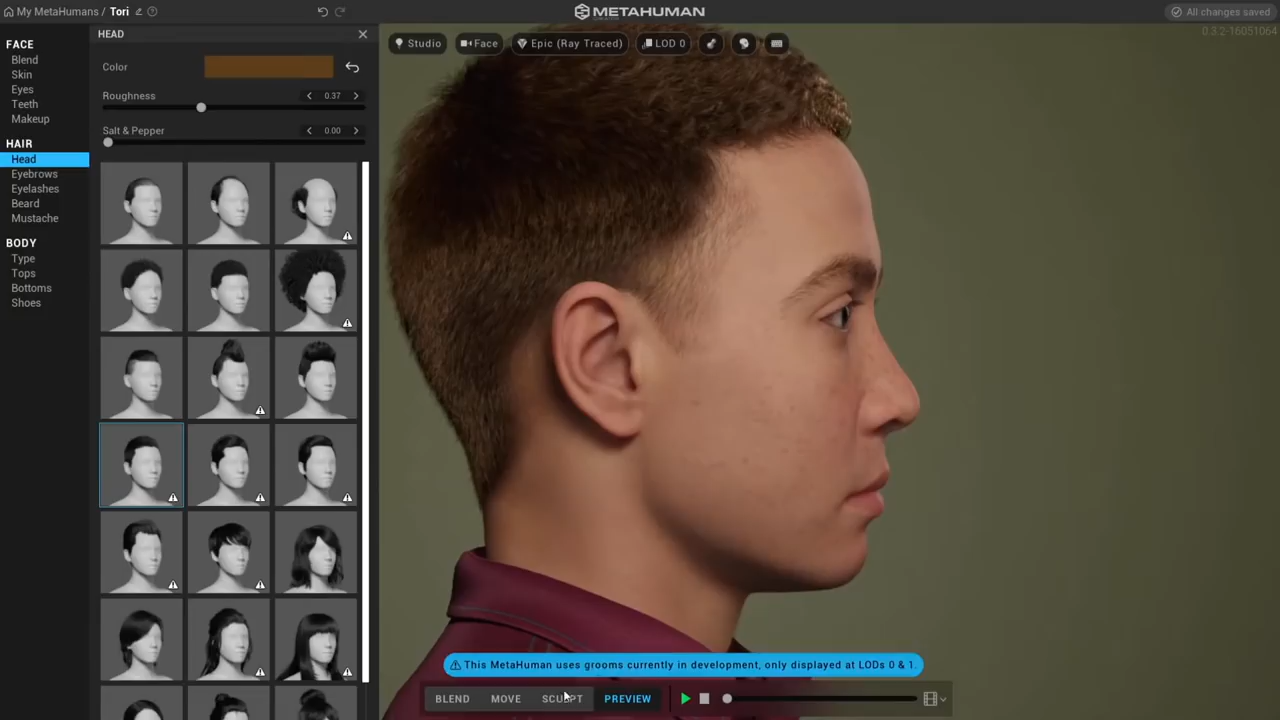 My MetaHumans / Tori
METAHUMAN
All changes saved
0.3.2-16051064
FACE
Blend
Skin
Eyes
Teeth
Makeup
HAIR
Head
Eyebrows
Eyelashes
Beard
Mustache
BODY
Type
Tops
Bottoms
Shoes
HEAD
Color
Roughness
0.37
Salt & Pepper
0.00
Studio
Face
Epic (Ray Traced)
LOD 0
This MetaHuman uses grooms currently in development, only displayed at LODs 0 & 1.
BLEND
MOVE
SCULPT
PREVIEW